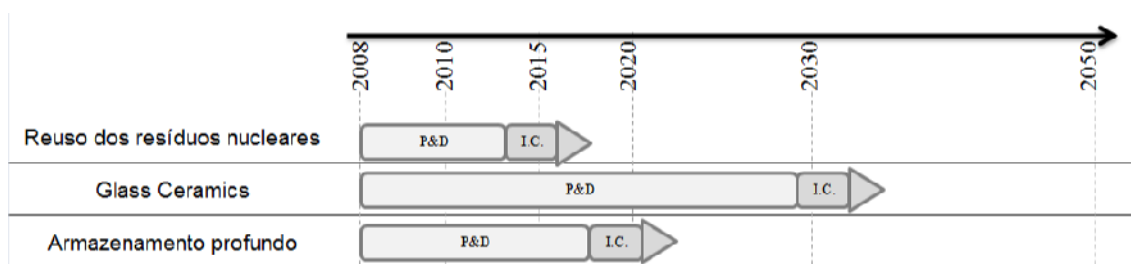 2008 2010 2015 2020 2030 2050
Reuso dos resíduos nucleares P&D I.C.
Glass Ceramics P&D I.C.
Armazenamento profundo P&D I.C.